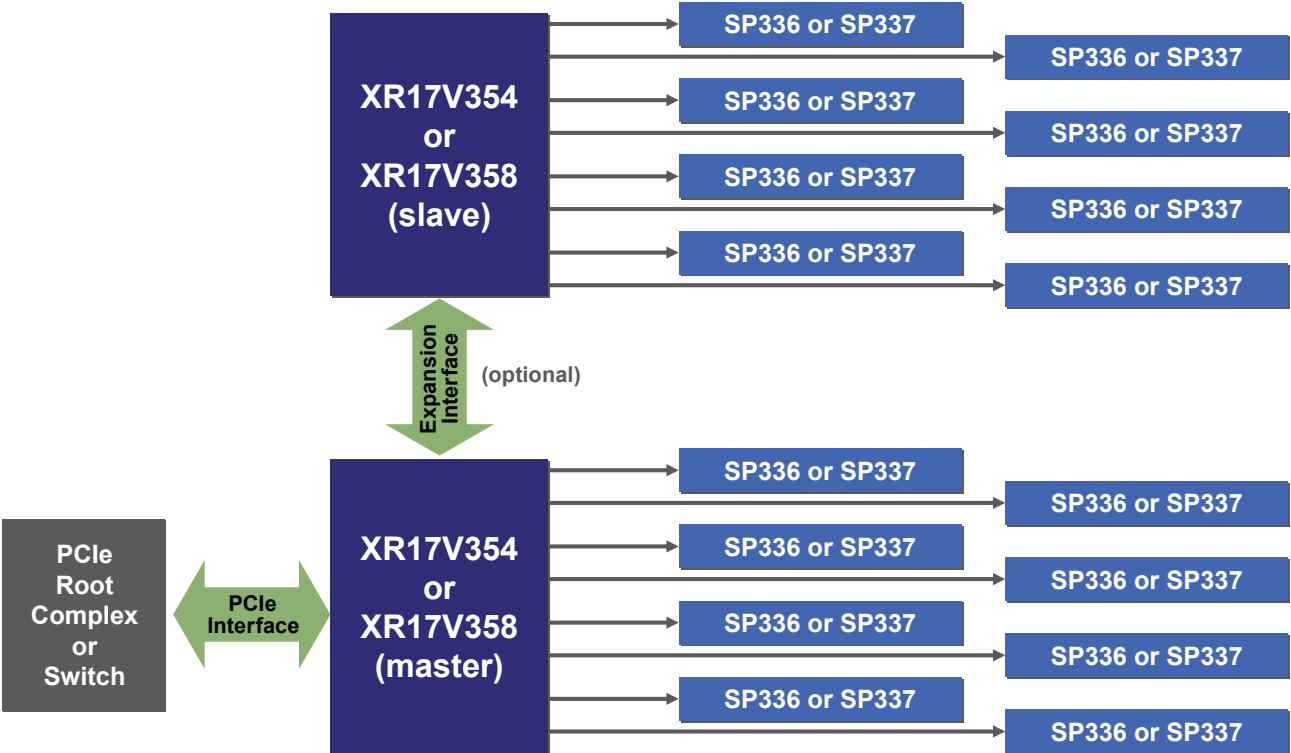 XR17V354
or
XR17V358
(slave)
SP336 or SP337
SP336 or SP337
SP336 or SP337
SP336 or SP337
SP336 or SP337
SP336 or SP337
SP336 or SP337
SP336 or SP337
Expansion
Interface
(optional)
PCIe
Root
Complex
or
Switch
PCIe
Interface
XR17V354
or
XR17V358
(master)
SP336 or SP337
SP336 or SP337
SP336 or SP337
SP336 or SP337
SP336 or SP337
SP336 or SP337
SP336 or SP337
SP336 or SP337